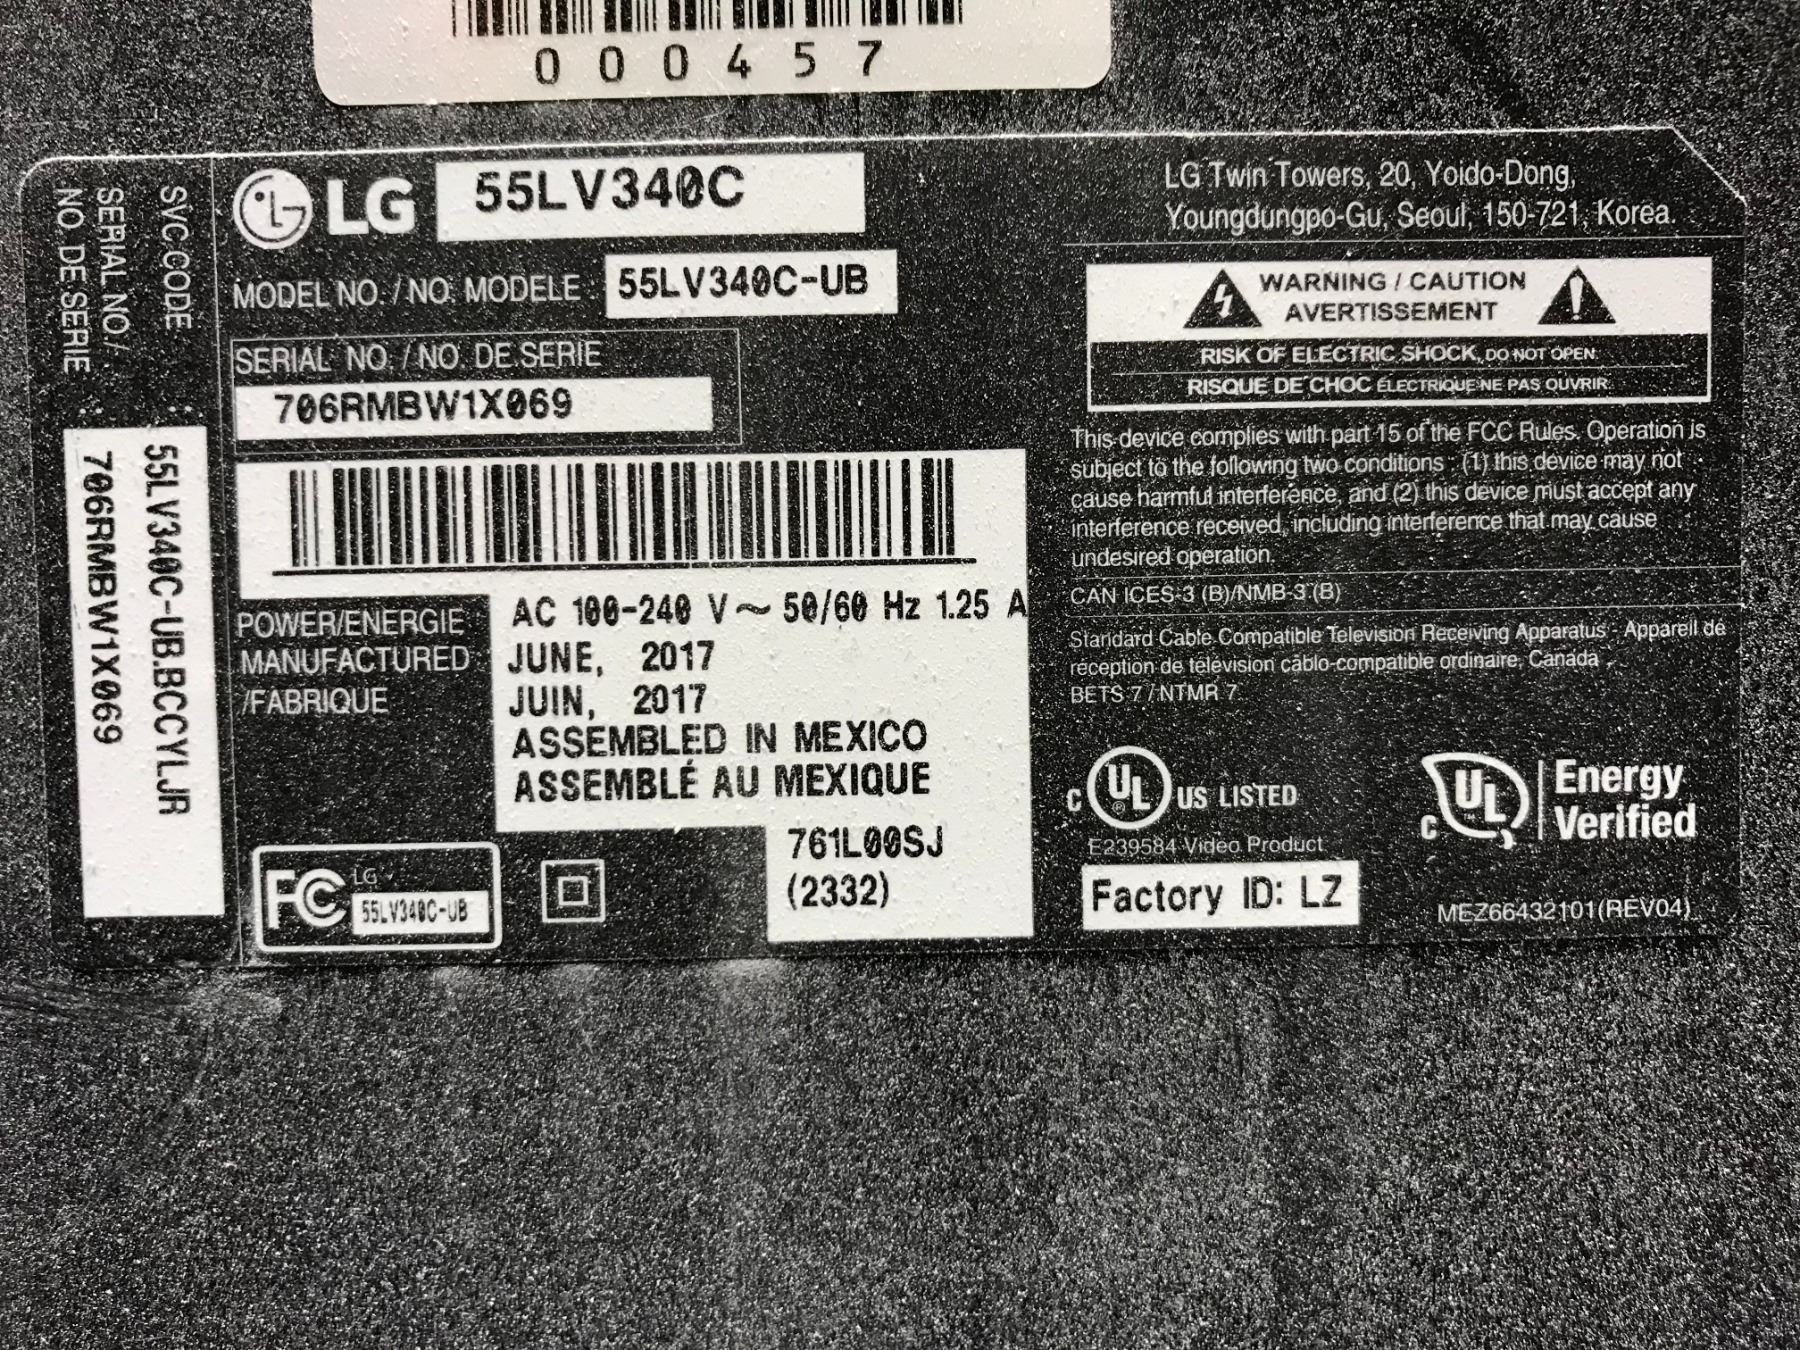 000457
LG 55LV340C
MODEL NO. / NO. MODELE : 55LV340C-UB
SERIAL NO. / NO. DE SERIE
706RMBW1X069
POWER/ENERGIE AC 100-240 V ~ 50/60 Hz 1.25 A
MANUFACTURED JUNE, 2017
/FABRIQUE JUIN, 2017
ASSEMBLED IN MEXICO
ASSEMBLÉ AU MEXIQUE
761L00SJ
(2332)
FC LG
55LV340C-UB
SVC.CODE : 55LV340C-UB.BCCYLJR
SERIAL NO./
NO. DE SERIE : 706RMBW1X069
LG Twin Towers, 20, Yoido-Dong,
Youngdungpo-Gu, Seoul, 150-721, Korea.
WARNING / CAUTION
AVERTISSEMENT
RISK OF ELECTRIC SHOCK, DO NOT OPEN.
RISQUE DE CHOC ÉLECTRIQUE NE PAS OUVRIR.
This device complies with part 15 of the FCC Rules. Operation is
subject to the following two conditions : (1) this device may not
cause harmful interference, and (2) this device must accept any
interference received, including interference that may cause
undesired operation.
CAN ICES-3 (B)/NMB-3 (B)
Standard Cable Compatible Television Receiving Apparatus - Appareil de
réception de télévision câblo-compatible ordinaire, Canada
BETS 7 / NTMR 7
C UL ® US LISTED
E239584 Video Product
c UL Energy
Verified
Factory ID: LZ
MEZ66432101(REV04)